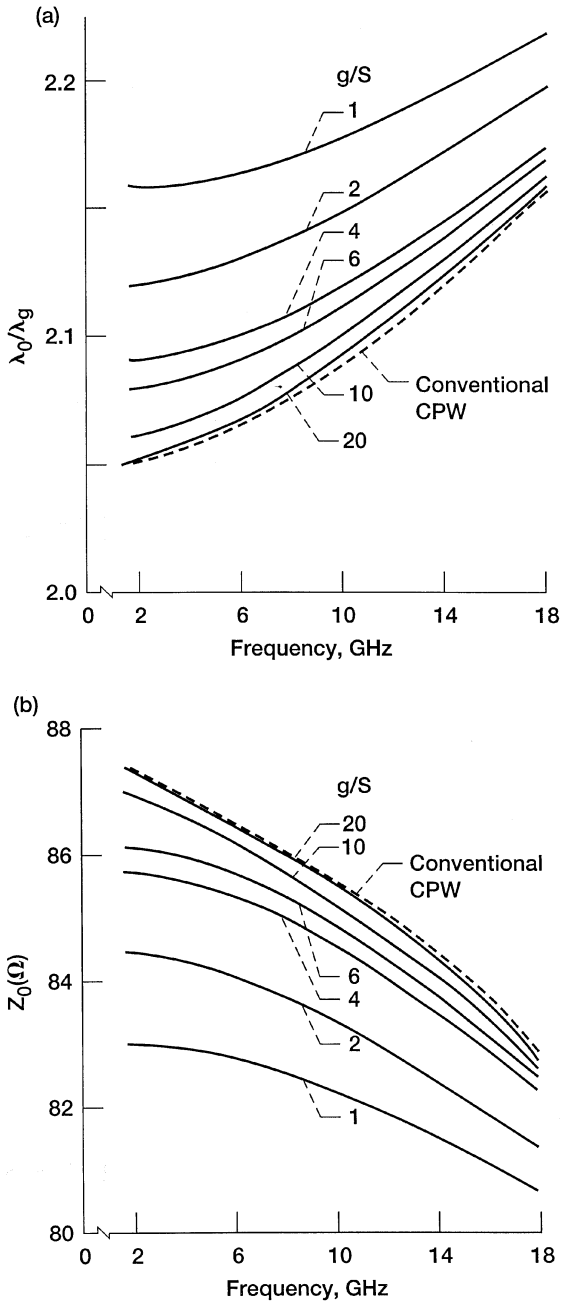 (a)
2.2
g/S
1
2
4
6
2.1
λ0/λg
Conventional
CPW
10
20
2.0
0
2
6
10
14
18
Frequency, GHz
(b)
88
g/S
20
10
86
Conventional
CPW
6
4
84
Z0(Ω)
2
82
1
80
0
2
6
10
14
18
Frequency, GHz